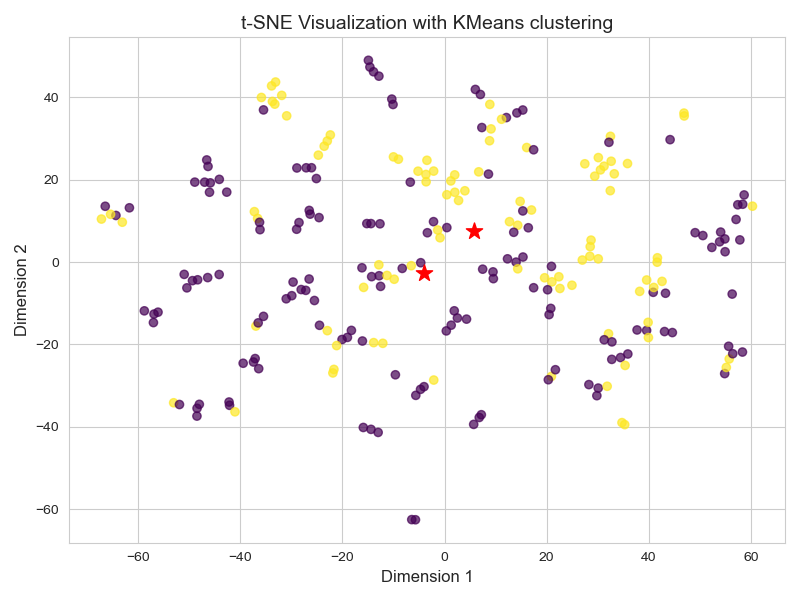 t-SNE Visualization with KMeans clustering
Dimension 2
40
20
0
−20
−40
−60
−60 −40 −20 0 20 40 60
Dimension 1